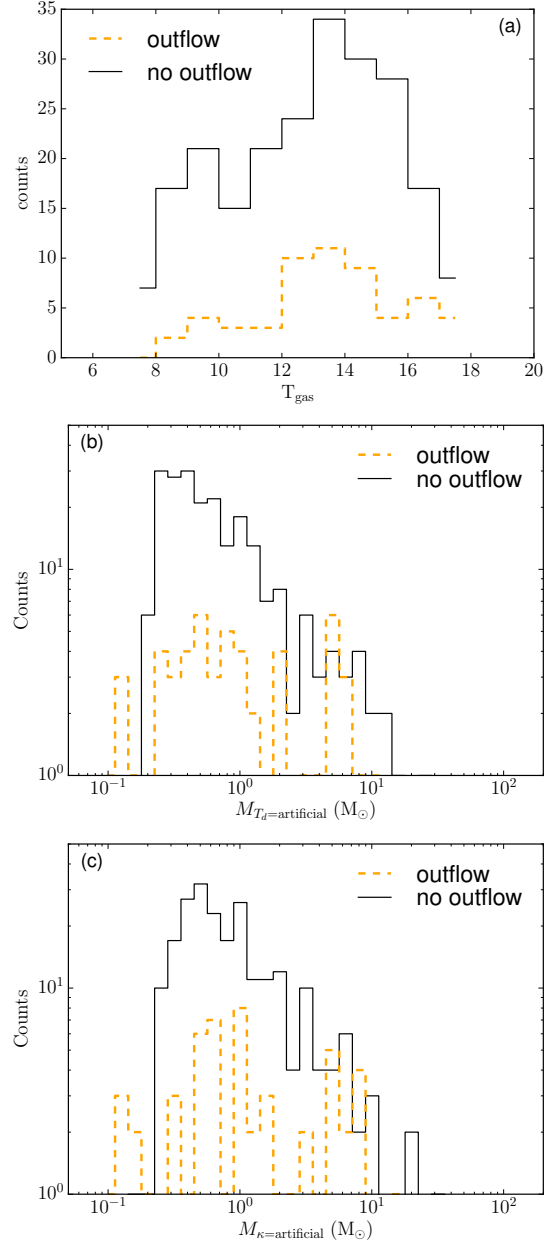 (a)
outflow
no outflow
35
30
25
20
15
10
5
0
counts
6 8 10 12 14 16 18 20
T_gas
(b)
outflow
no outflow
10^1
10^0
Counts
10^-1 10^0 10^1 10^2
M_{T_d=artificial} (M_⊙)
(c)
outflow
no outflow
10^1
10^0
Counts
10^-1 10^0 10^1 10^2
M_{κ=artificial} (M_⊙)